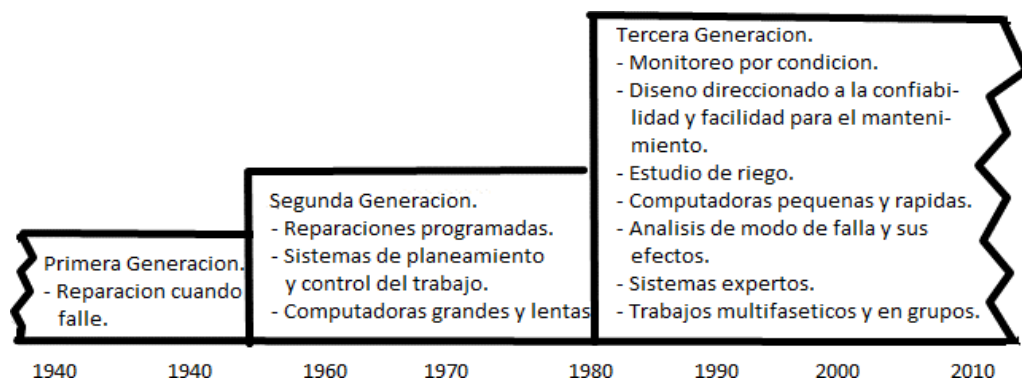 Primera Generacion.
- Reparacion cuando
falle.
Segunda Generacion.
- Reparaciones programadas.
- Sistemas de planeamiento
y control del trabajo.
- Computadoras grandes y lentas
Tercera Generacion.
- Monitoreo por condicion.
- Diseno direccionado a la confiabi-
lidad y facilidad para el manteni-
miento.
- Estudio de riego.
- Computadoras pequenas y rapidas.
- Analisis de modo de falla y sus
efectos.
- Sistemas expertos.
- Trabajos multifaseticos y en grupos.
1940 1940 1960 1970 1980 1990 2000 2010